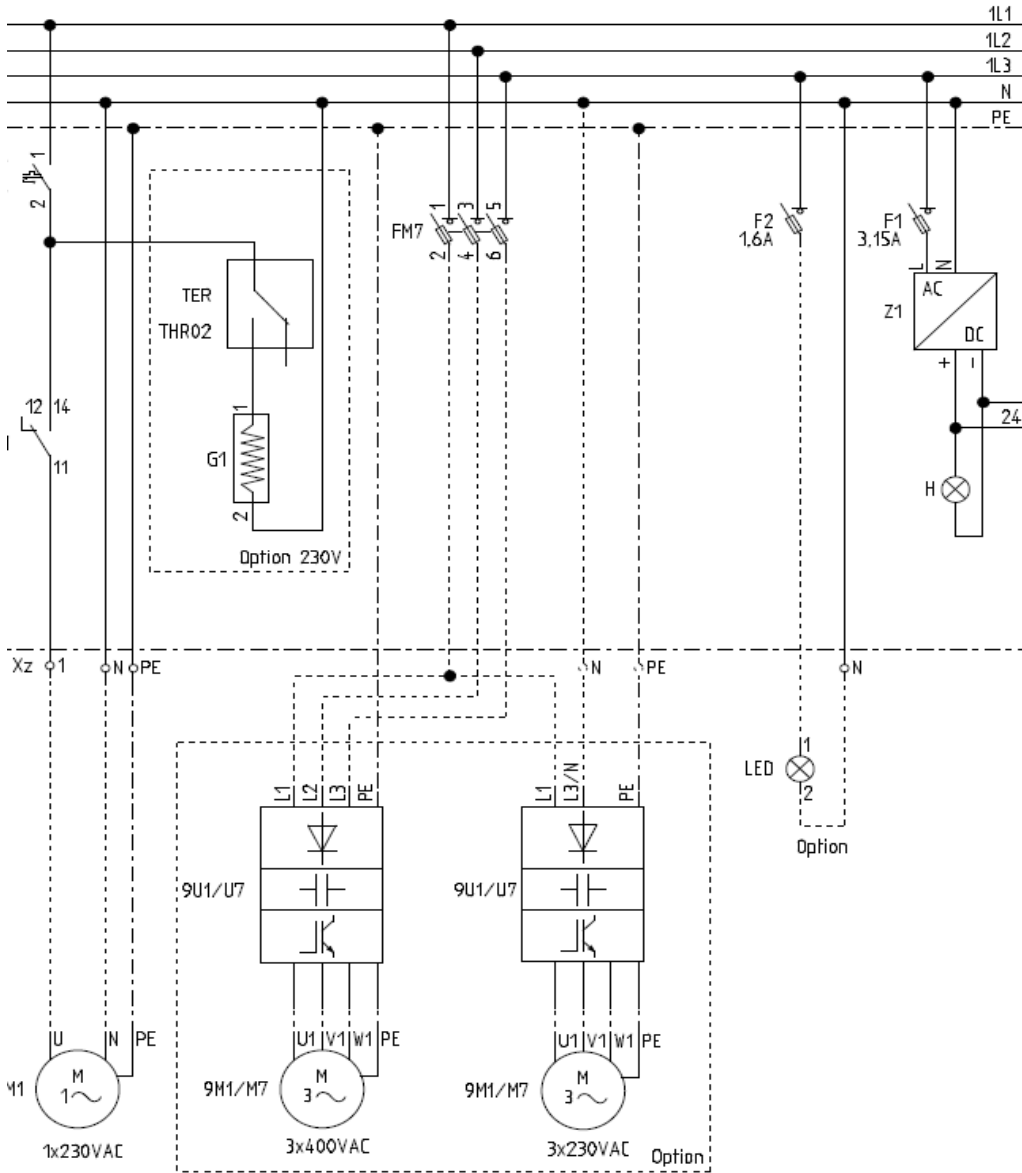 1L1
1L2
1L3
N
PE
1
2
FM7
1
3
5
2
4
6
F2
1,6A
F1
3,15A
L
N
AC
Z1
DC
+
-
24
H
TER
THR02
12
14
11
1
G1
2
Option 230V
Xz
1
N
PE
N
PE
N
L1
L2
L3
PE
L1
L3/N
PE
LED
1
2
Option
9U1/U7
9U1/U7
U
N
PE
U1
V1
W1
PE
U1
V1
W1
PE
M1
M
1
9M1/M7
M
3
9M1/M7
M
3
1x230VAC
3x400VAC
3x230VAC
Option